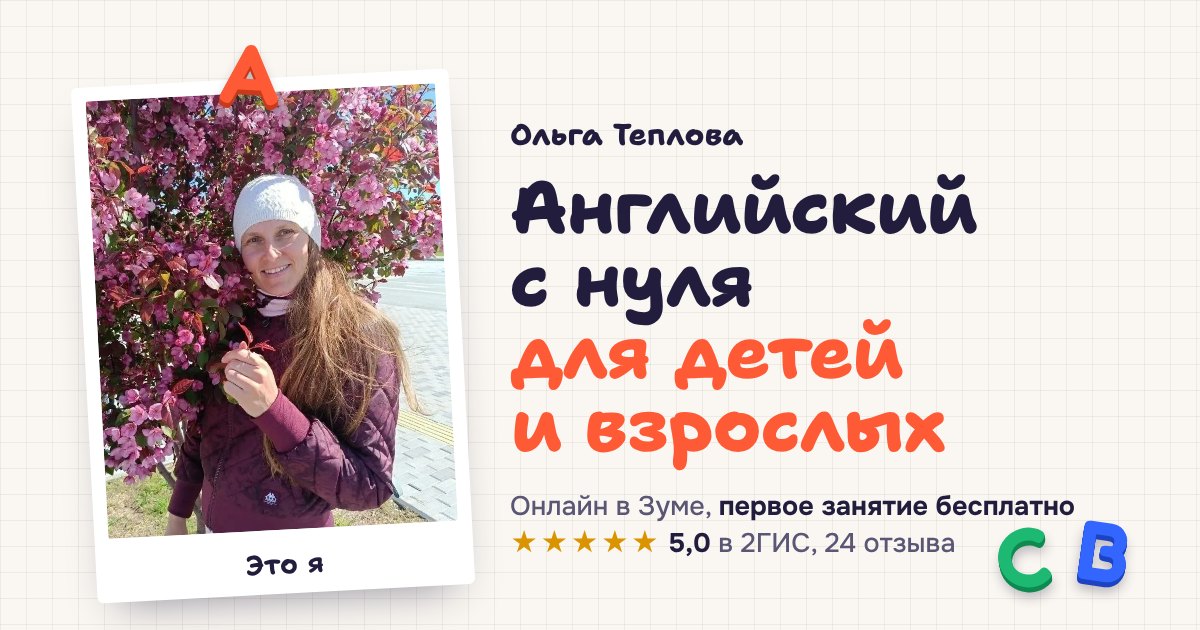 A
Ольга Теплова
Английский
с нуля
для детей
и взрослых
Онлайн в Зуме, первое занятие бесплатно
★★★★★ 5,0 в 2ГИС, 24 отзыва
Это я
C B